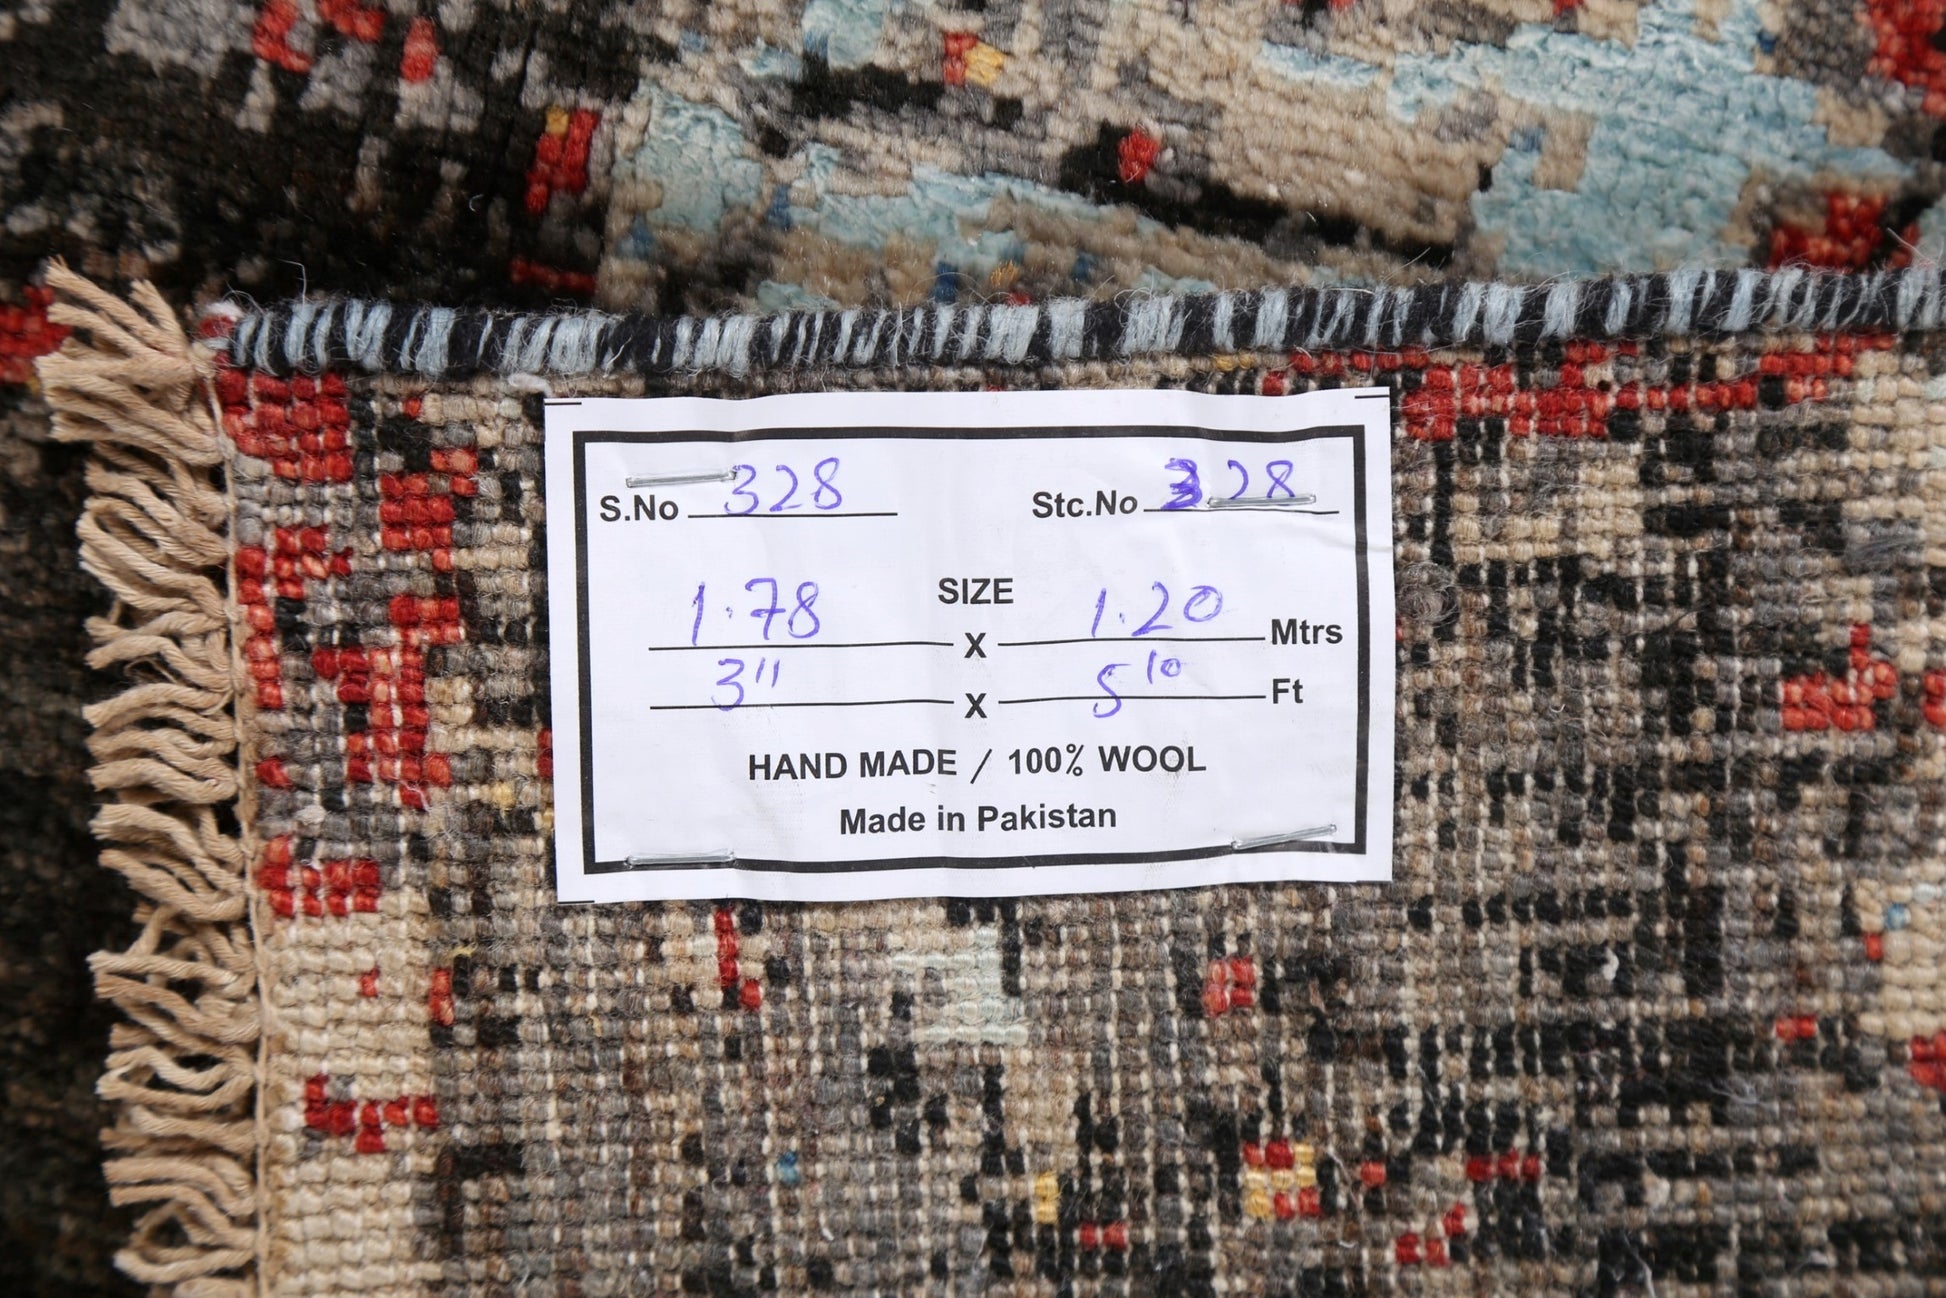 S.No 328 Stc.No 328
SIZE
1.78 X 1.20 Mtrs
3" X 5 10 Ft
HAND MADE / 100% WOOL
Made in Pakistan